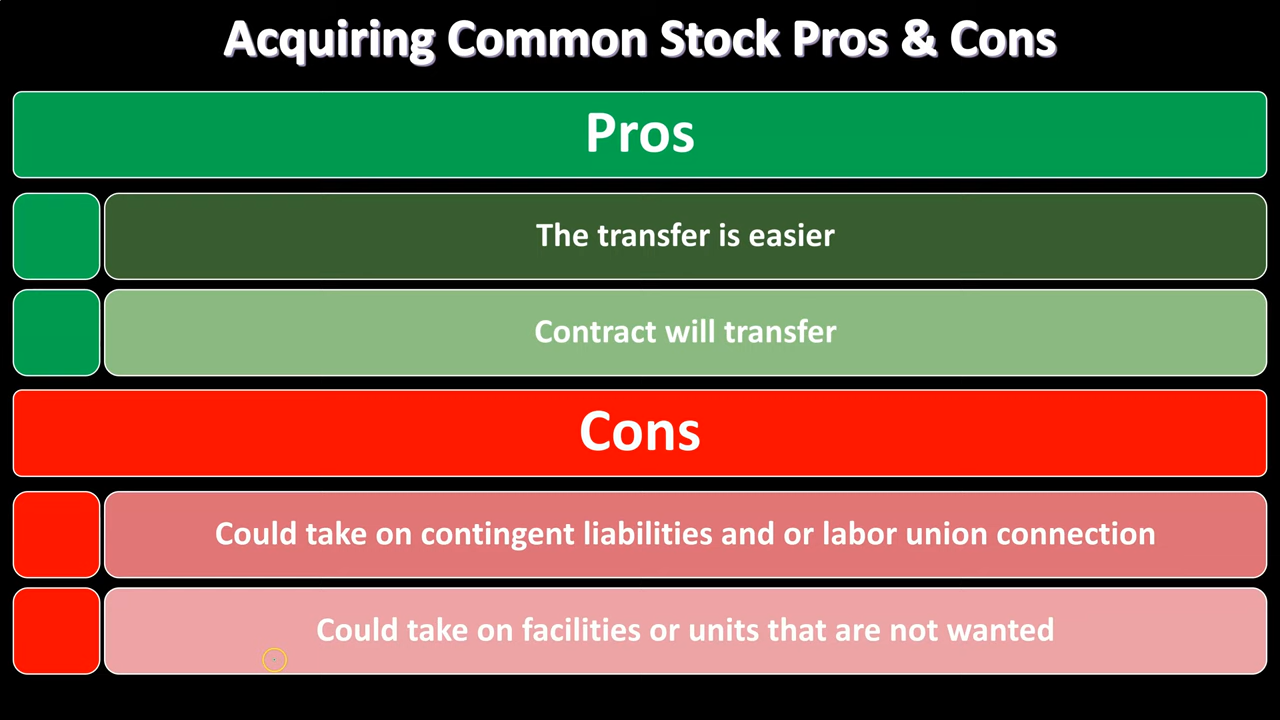 Acquiring Common Stock Pros & Cons
Pros
The transfer is easier
Contract will transfer
Cons
Could take on contingent liabilities and or labor union connection
Could take on facilities or units that are not wanted